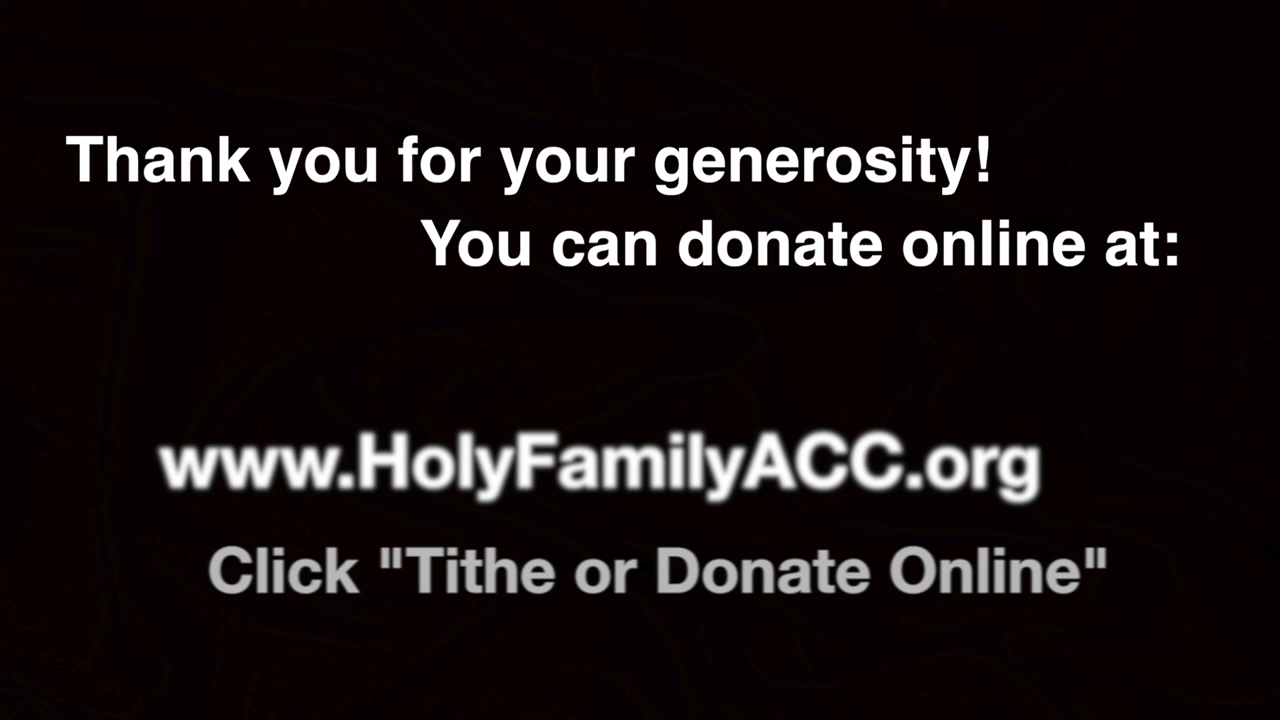 Thank you for your generosity!
You can donate online at:
www.HolyFamilyACC.org
Click "Tithe or Donate Online"